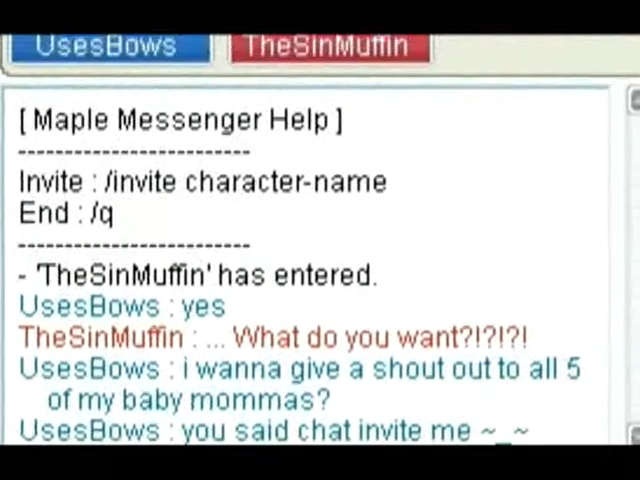 UsesBows TheSinMuffin
[ Maple Messenger Help ]
-------------------------
Invite : /invite character-name
End : /q
-------------------------
- 'TheSinMuffin' has entered.
UsesBows : yes
TheSinMuffin : ... What do you want?!?!?!
UsesBows : i wanna give a shout out to all 5
of my baby mommas?
UsesBows : you said chat invite me ~_~